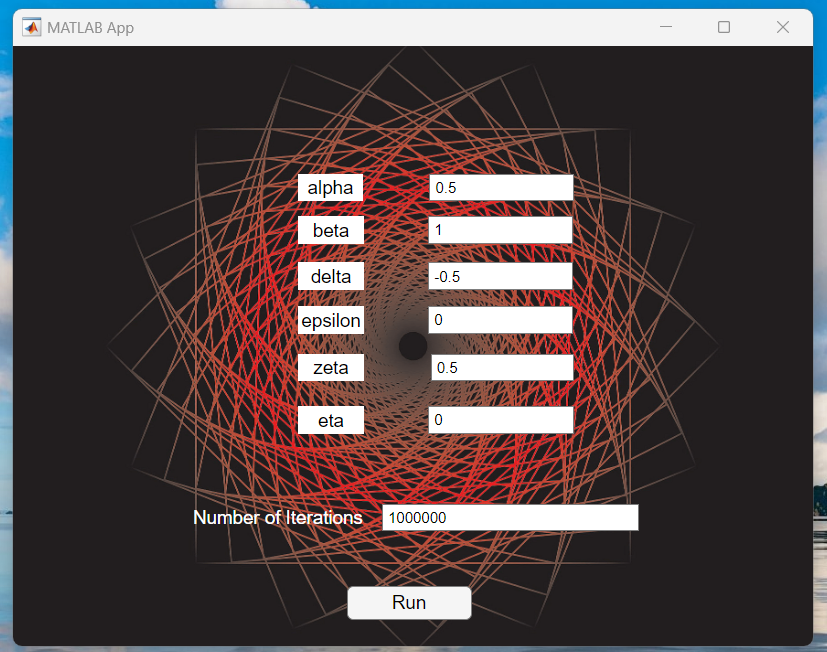 MATLAB App
alpha 0.5
beta 1
delta -0.5
epsilon 0
zeta 0.5
eta 0
Number of Iterations 1000000
Run